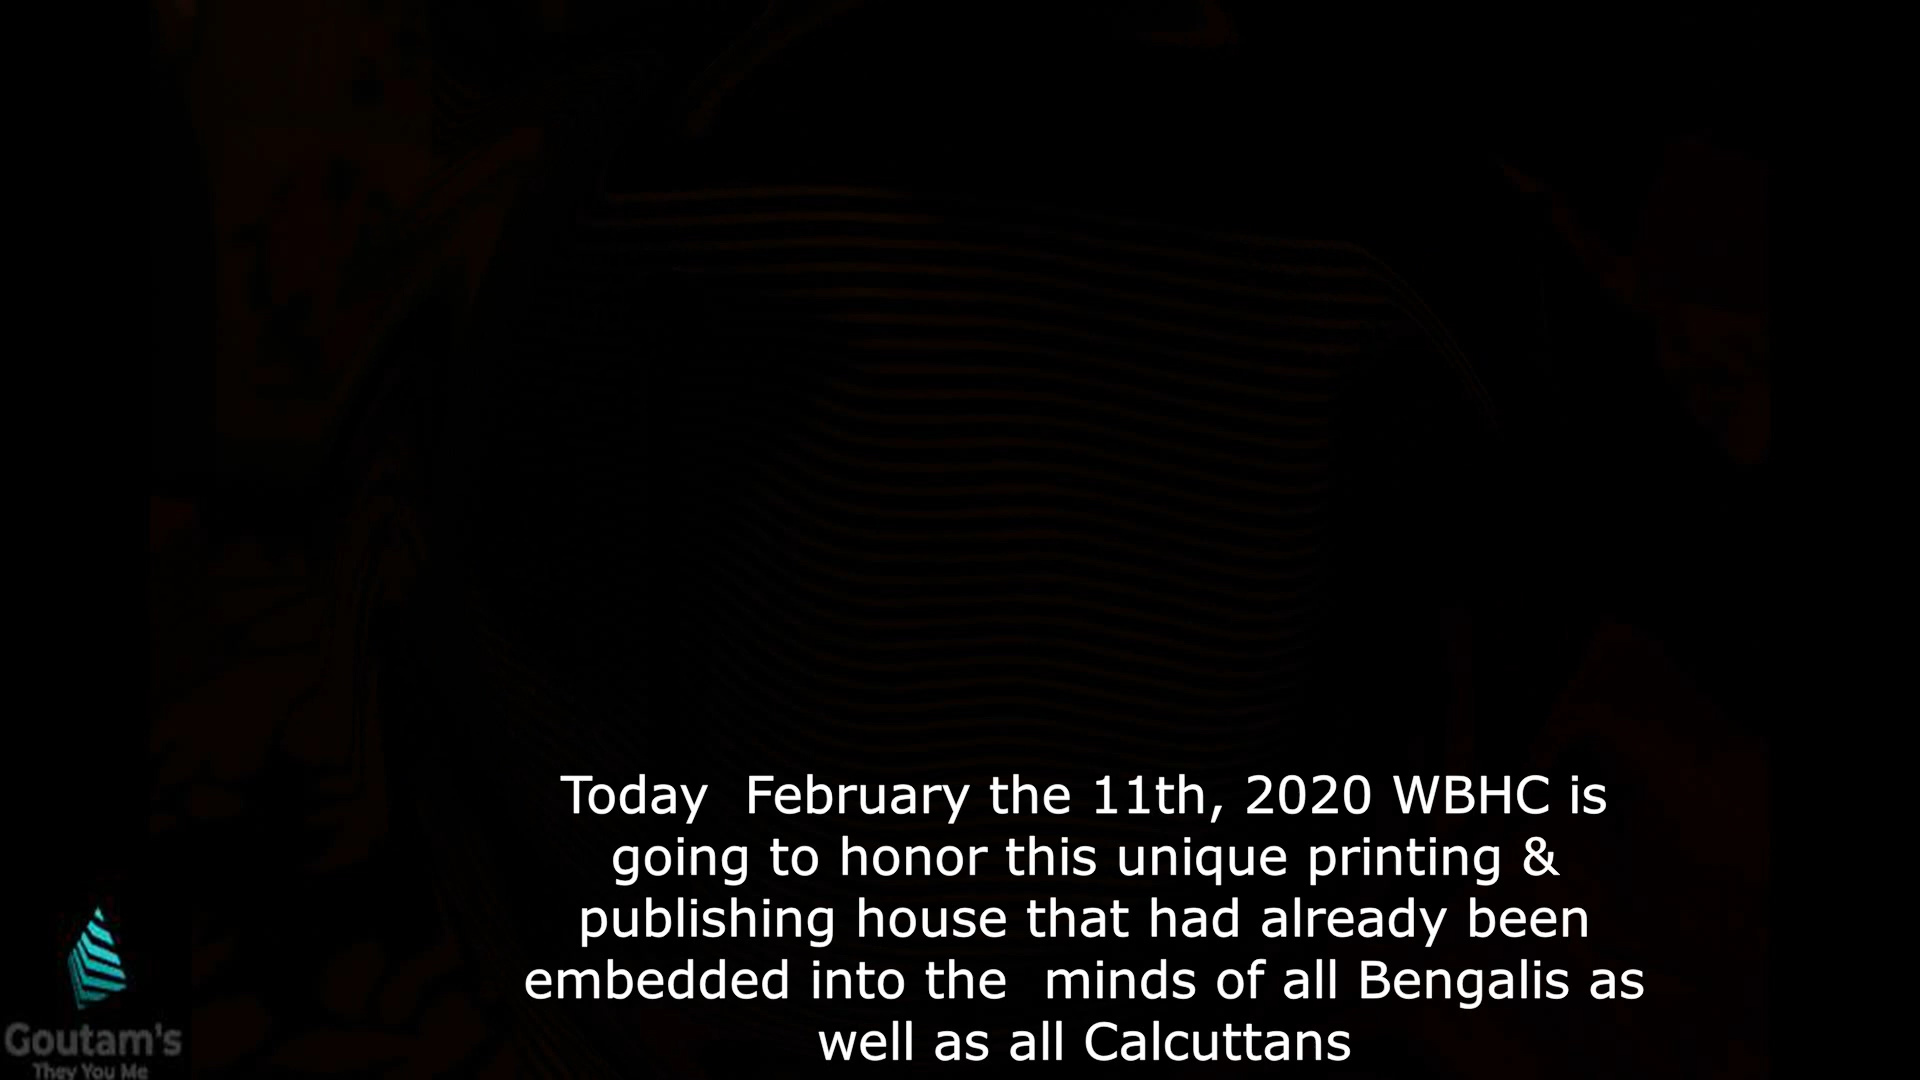 Today  February the 11th, 2020 WBHC is
going to honor this unique printing &
publishing house that had already been
embedded into the  minds of all Bengalis as
well as all Calcuttans
Goutam's
They You Me